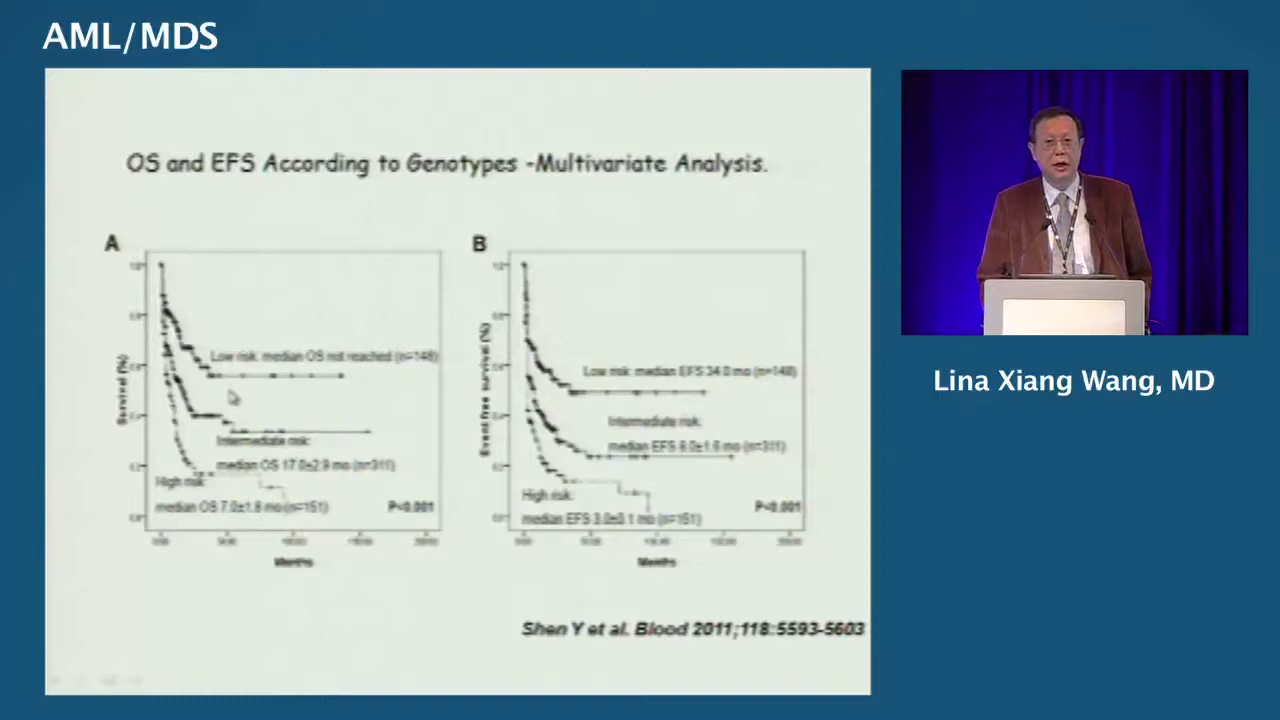 AML/MDS
OS and EFS According to Genotypes -Multivariate Analysis.
A
Survival (%)
Low risk: median OS not reached (n=148)
Intermediate risk:
median OS 17.0±2.9 mo (n=311)
High risk:
median OS 7.0±1.8 mo (n=151)
P<0.001
Months
B
Event-free survival (%)
Low risk: median EFS 34.0 mo (n=148)
Intermediate risk:
median EFS 8.0±1.6 mo (n=311)
High risk:
median EFS 3.0±0.1 mo (n=151)
P<0.001
Months
Shen Y et al. Blood 2011;118:5593-5603
Lina Xiang Wang, MD